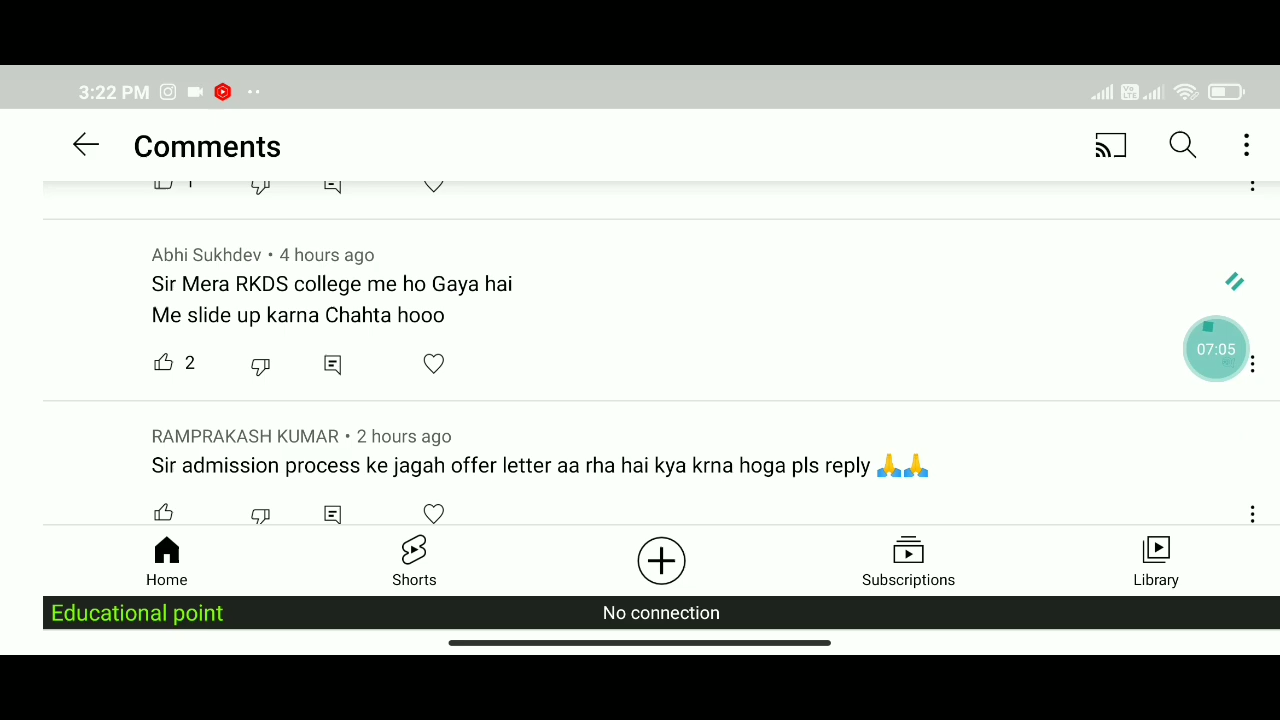 3:22 PM
Comments
1
Abhi Sukhdev • 4 hours ago
Sir Mera RKDS college me ho Gaya hai
Me slide up karna Chahta hooo
07:05
2
RAMPRAKASH KUMAR • 2 hours ago
Sir admission process ke jagah offer letter aa rha hai kya krna hoga pls reply 🙏🙏
Home
Shorts
Subscriptions
Library
Educational point
No connection